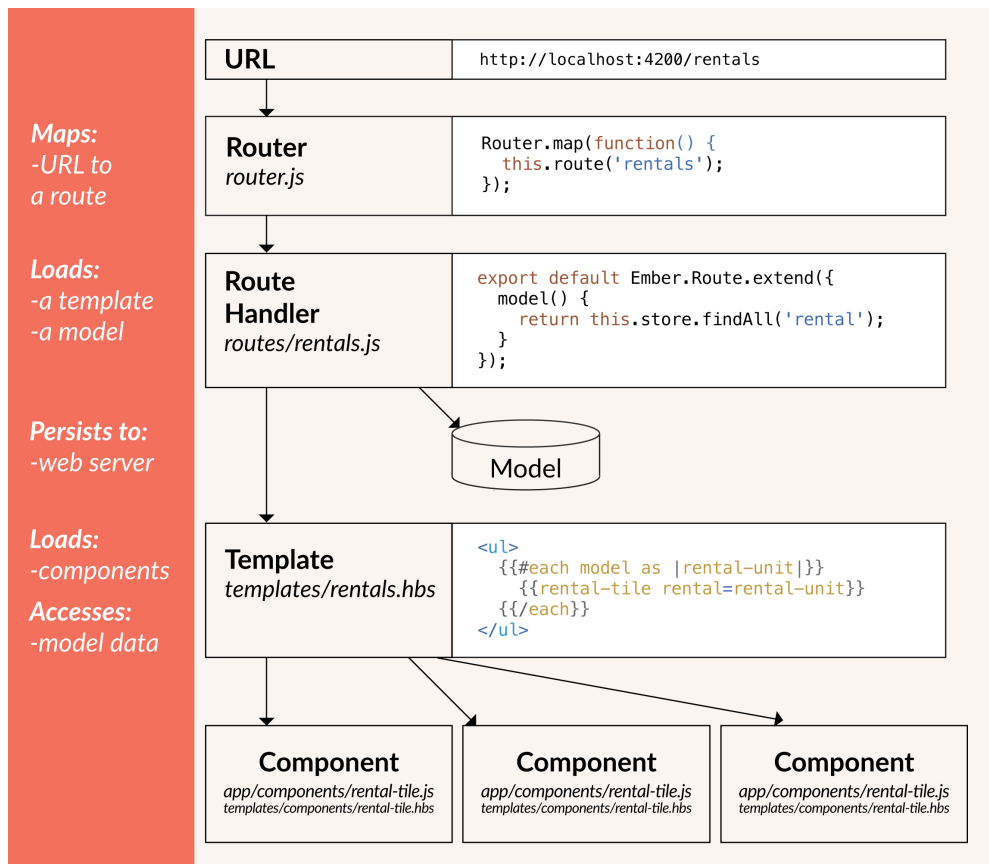 URL
http://localhost:4200/rentals
Maps:
-URL to
a route
Router
router.js
Router.map(function() {
  this.route('rentals');
});
Loads:
-a template
-a model
Route
Handler
routes/rentals.js
export default Ember.Route.extend({
  model() {
    return this.store.findAll('rental');
  }
});
Persists to:
-web server
Model
Loads:
-components
Accesses:
-model data
Template
templates/rentals.hbs
<ul>
  {{#each model as |rental-unit|}}
    {{rental-tile rental=rental-unit}}
  {{/each}}
</ul>
Component
app/components/rental-tile.js
templates/components/rental-tile.hbs
Component
app/components/rental-tile.js
templates/components/rental-tile.hbs
Component
app/components/rental-tile.js
templates/components/rental-tile.hbs